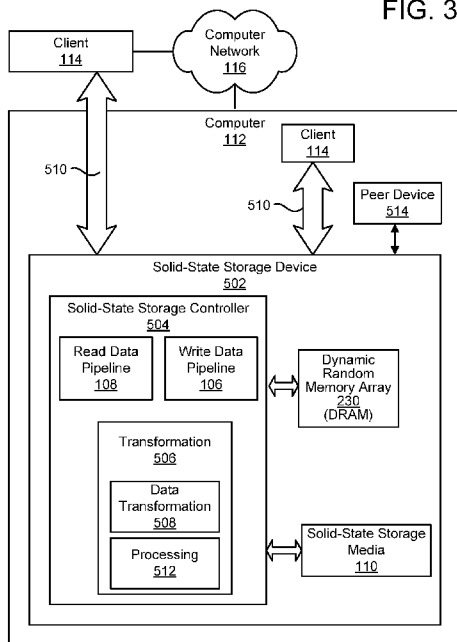 FIG. 3
Client
114
Computer
Network
116
Computer
112
Client
114
510
510
Peer Device
514
Solid-State Storage Device
502
Solid-State Storage Controller
504
Read Data
Pipeline
108
Write Data
Pipeline
106
Dynamic
Random
Memory Array
230
(DRAM)
Transformation
506
Data
Transformation
508
Processing
512
Solid-State Storage
Media
110